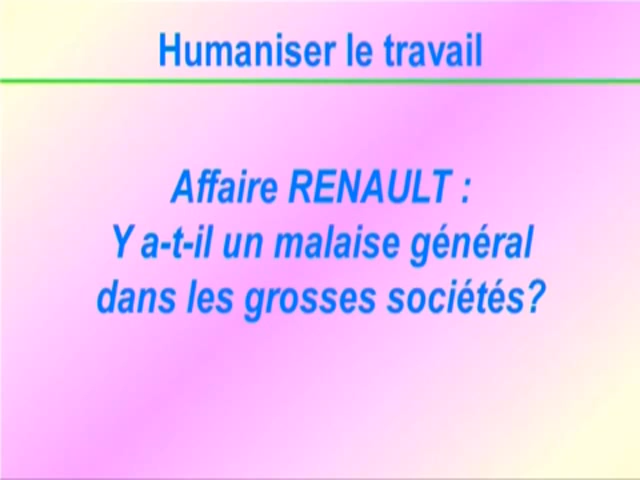 Humaniser le travail
Affaire RENAULT :
Y a-t-il un malaise général
dans les grosses sociétés?